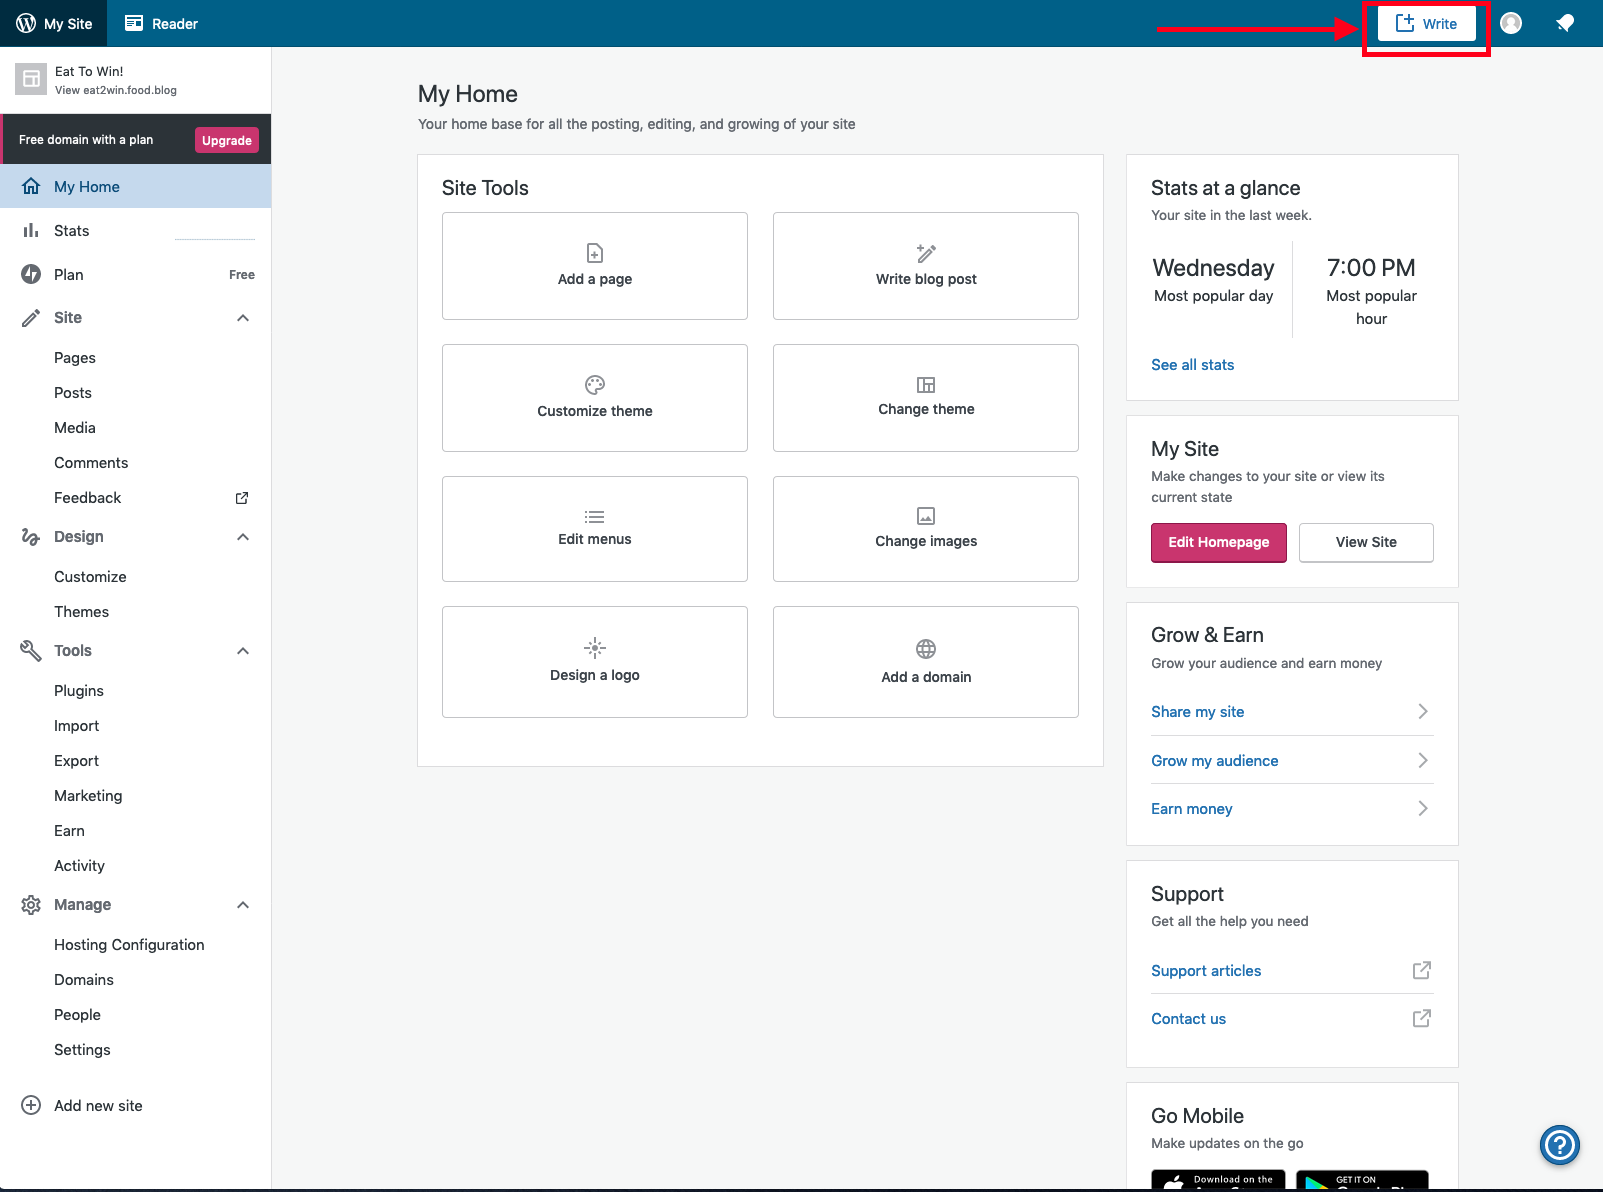 My Site
Reader
Write
Eat To Win!
View eat2win.food.blog
Free domain with a plan
Upgrade
My Home
Stats
Plan
Free
Site
Pages
Posts
Media
Comments
Feedback
Design
Customize
Themes
Tools
Plugins
Import
Export
Marketing
Earn
Activity
Manage
Hosting Configuration
Domains
People
Settings
Add new site
My Home
Your home base for all the posting, editing, and growing of your site
Site Tools
Add a page
Write blog post
Customize theme
Change theme
Edit menus
Change images
Design a logo
Add a domain
Stats at a glance
Your site in the last week.
Wednesday
Most popular day
7:00 PM
Most popular
hour
See all stats
My Site
Make changes to your site or view its
current state
Edit Homepage
View Site
Grow & Earn
Grow your audience and earn money
Share my site
Grow my audience
Earn money
Support
Get all the help you need
Support articles
Contact us
Go Mobile
Make updates on the go
Download on the
GET IT ON